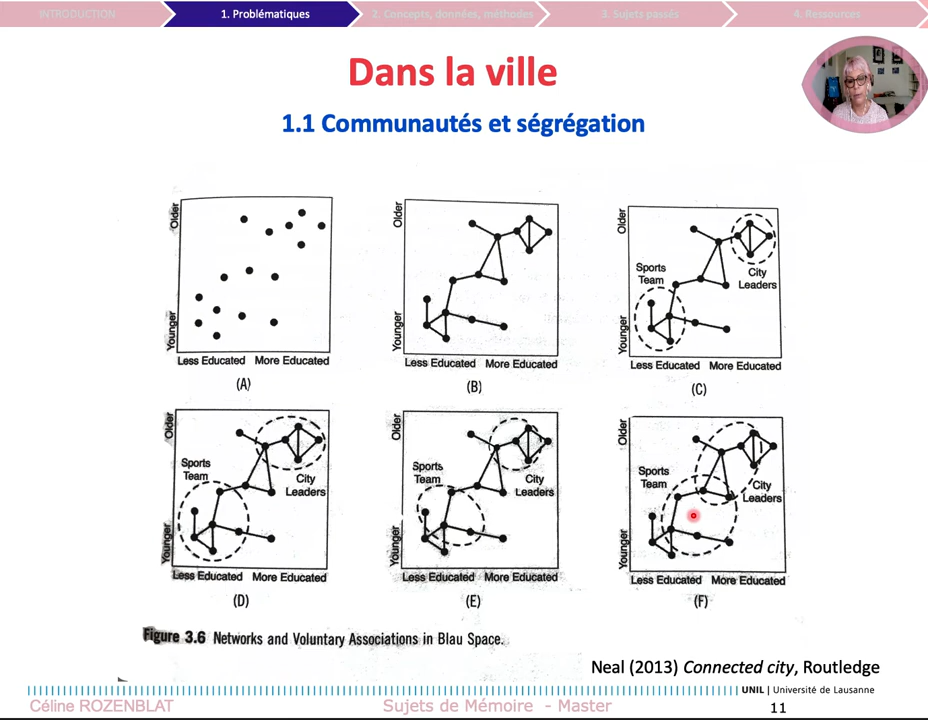 INTRODUCTION
1. Problématiques
2. Concepts, données, méthodes
3. Sujets passés
4. Ressources
Dans la ville
1.1 Communautés et ségrégation
Older
Younger
Less Educated More Educated
(A)
Older
Younger
Less Educated More Educated
(B)
Older
Younger
Sports
Team
City
Leaders
Less Educated More Educated
(C)
Older
Younger
Sports
Team
City
Leaders
Less Educated More Educated
(D)
Older
Younger
Sports
Team
City
Leaders
Less Educated More Educated
(E)
Older
Younger
Sports
Team
City
Leaders
Less Educated More Educated
(F)
Figure 3.6 Networks and Voluntary Associations in Blau Space.
Neal (2013) Connected city, Routledge
UNIL | Université de Lausanne
Céline ROZENBLAT
Sujets de Mémoire - Master
11